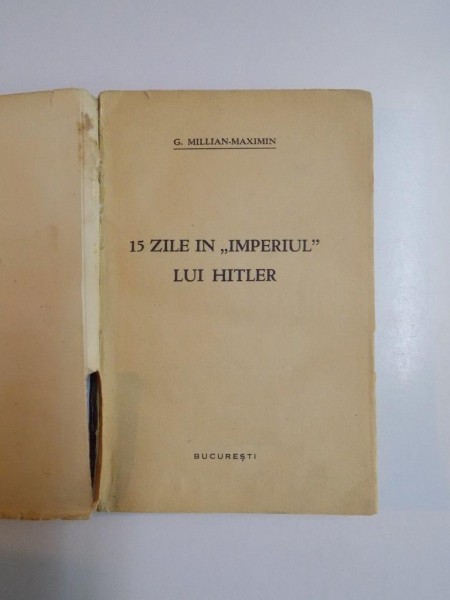 G. MILLIAN-MAXIMIN
15 ZILE IN „IMPERIUL”
LUI HITLER
BUCUREȘTI